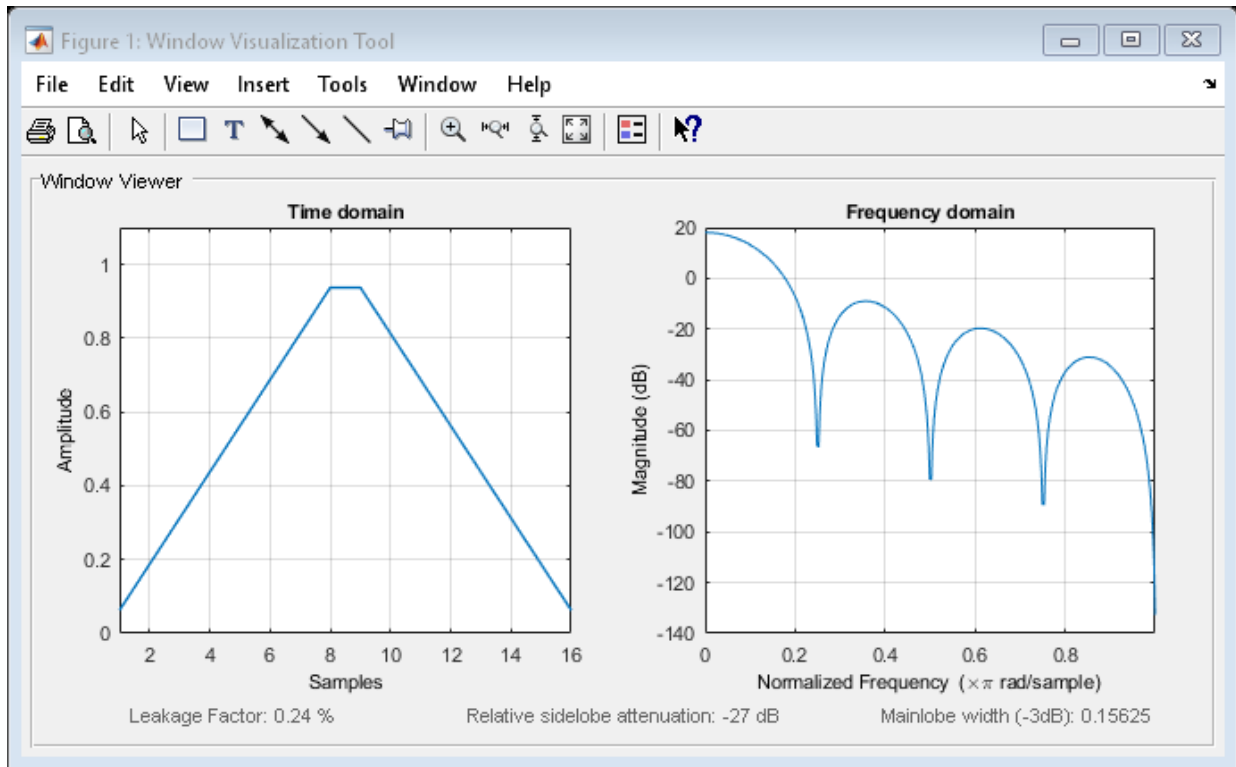 Figure 1: Window Visualization Tool
File Edit View Insert Tools Window Help
T
?
Window Viewer
Time domain
1
0.8
0.6
0.4
0.2
0
Amplitude
2 4 6 8 10 12 14 16
Samples
Frequency domain
20
0
-20
-40
-60
-80
-100
-120
-140
Magnitude (dB)
0 0.2 0.4 0.6 0.8
Normalized Frequency (×π rad/sample)
Leakage Factor: 0.24 % Relative sidelobe attenuation: -27 dB Mainlobe width (-3dB): 0.15625